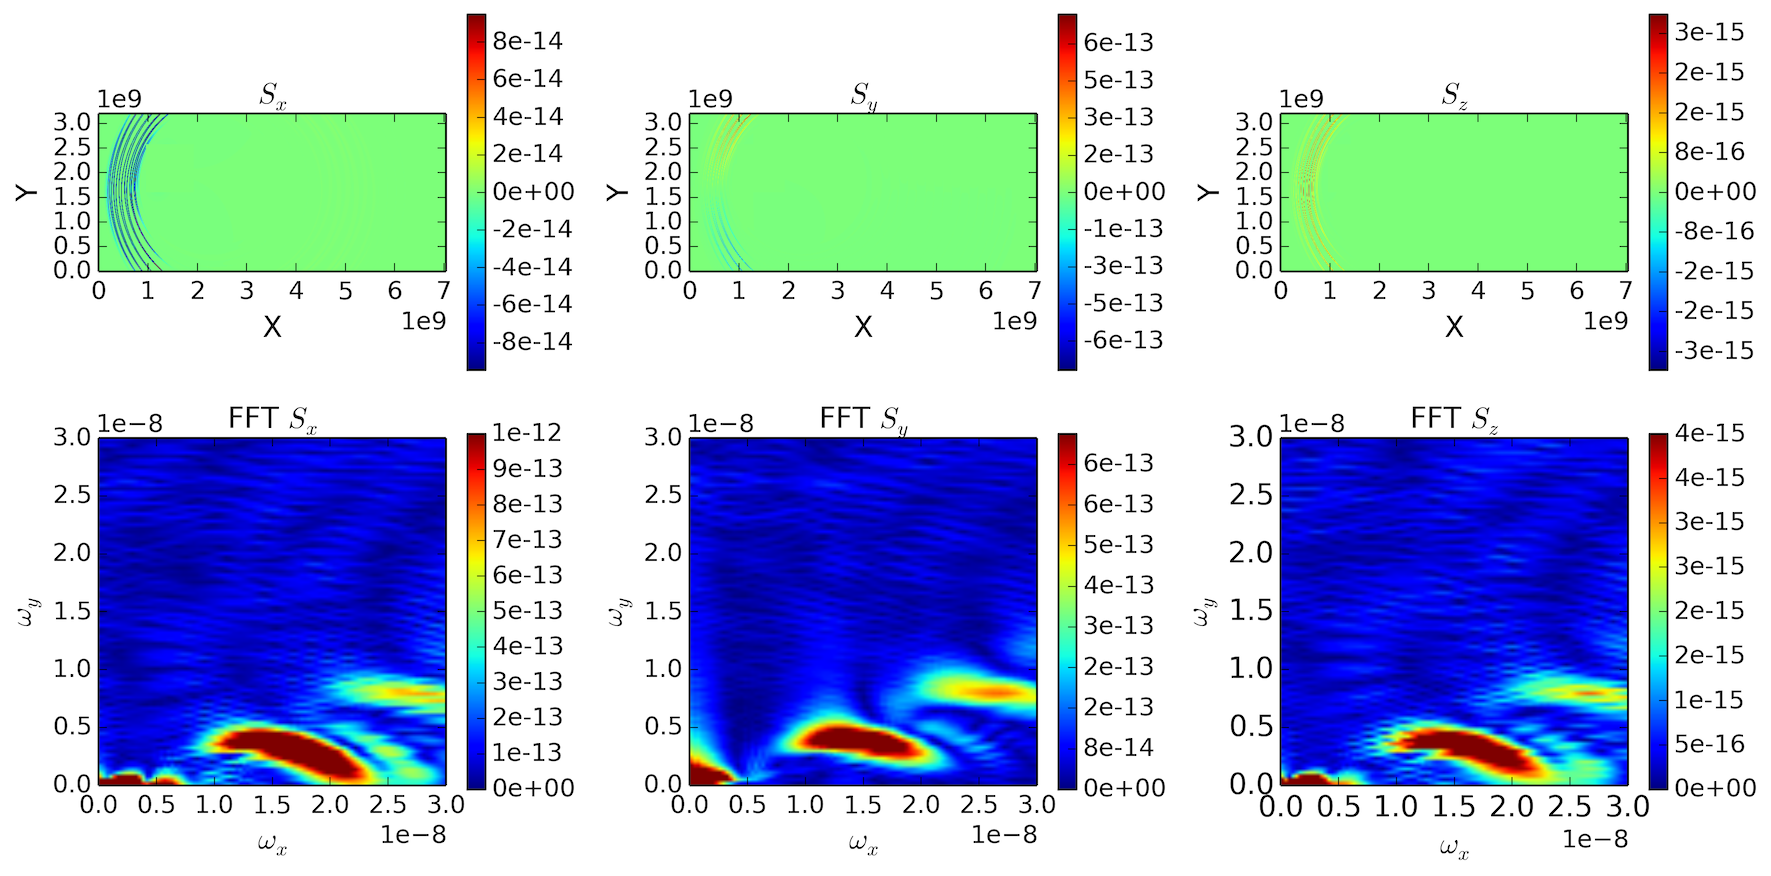 S_x
1e9
3.0
2.5
2.0
1.5
1.0
0.5
0.0
Y
0 1 2 3 4 5 6 7
1e9
X
8e-14
6e-14
4e-14
2e-14
0e+00
-2e-14
-4e-14
-6e-14
-8e-14
S_y
1e9
3.0
2.5
2.0
1.5
1.0
0.5
0.0
Y
0 1 2 3 4 5 6 7
1e9
X
6e-13
5e-13
3e-13
2e-13
0e+00
-1e-13
-3e-13
-5e-13
-6e-13
S_z
1e9
3.0
2.5
2.0
1.5
1.0
0.5
0.0
Y
0 1 2 3 4 5 6 7
1e9
X
3e-15
2e-15
2e-15
8e-16
0e+00
-8e-16
-2e-15
-2e-15
-3e-15
FFT S_x
1e−8
3.0
2.5
2.0
1.5
1.0
0.5
0.0
ω_y
0.0 0.5 1.0 1.5 2.0 2.5 3.0
1e−8
ω_x
1e-12
9e-13
8e-13
7e-13
6e-13
5e-13
4e-13
3e-13
2e-13
1e-13
0e+00
FFT S_y
1e−8
3.0
2.5
2.0
1.5
1.0
0.5
0.0
ω_y
0.0 0.5 1.0 1.5 2.0 2.5 3.0
1e−8
ω_x
6e-13
6e-13
5e-13
4e-13
3e-13
2e-13
2e-13
8e-14
0e+00
FFT S_z
1e−8
3.0
2.5
2.0
1.5
1.0
0.5
0.0
ω_y
0.0 0.5 1.0 1.5 2.0 2.5 3.0
1e−8
ω_x
4e-15
4e-15
3e-15
3e-15
2e-15
2e-15
1e-15
5e-16
0e+00